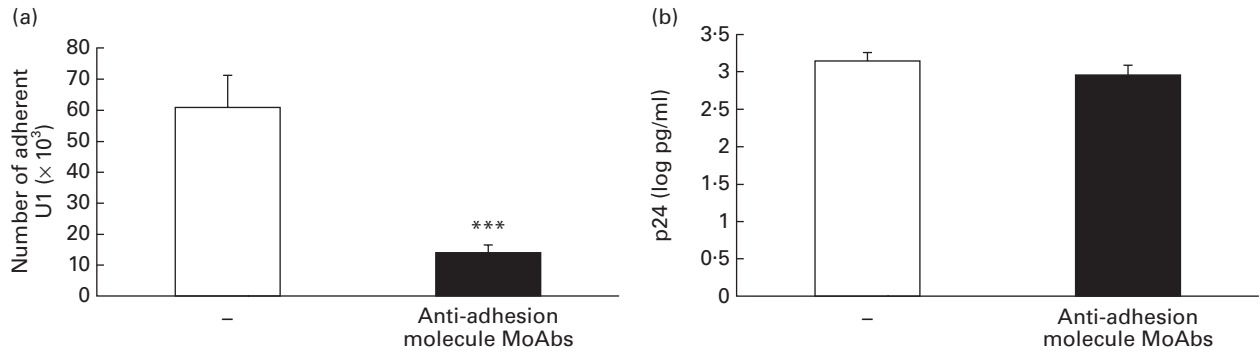 (a)
Number of adherent
U1 (× 10³)
80
70
60
50
40
30
20
10
0
***
–
Anti-adhesion
molecule MoAbs
(b)
p24 (log pg/ml)
3·5
3
2·5
2
1·5
1
0·5
0
–
Anti-adhesion
molecule MoAbs